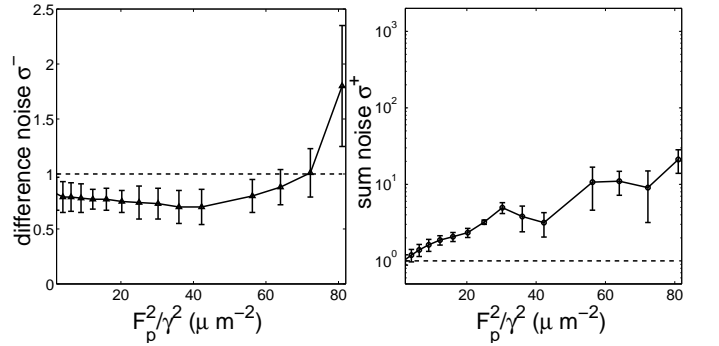 2.5
2
1.5
1
0.5
0
20 40 60 80
difference noise σ⁻
F_p²/γ² (μ m⁻²)
10³
10²
10¹
10⁰
20 40 60 80
sum noise σ⁺
F_p²/γ² (μ m⁻²)